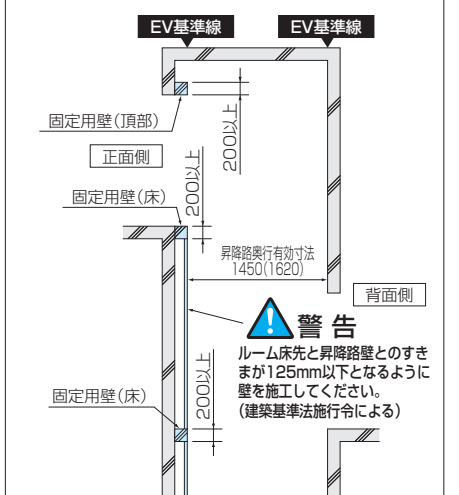 EV基準線
EV基準線
固定用壁(頂部)
200以上
正面側
固定用壁(床)
200以上
昇降路奥行有効寸法
1450(1620)
背面側
警告
ルーム床先と昇降路壁とのすき
まが125mm以下となるように
壁を施工してください。
(建築基準法施行令による)
固定用壁(床)
200以上